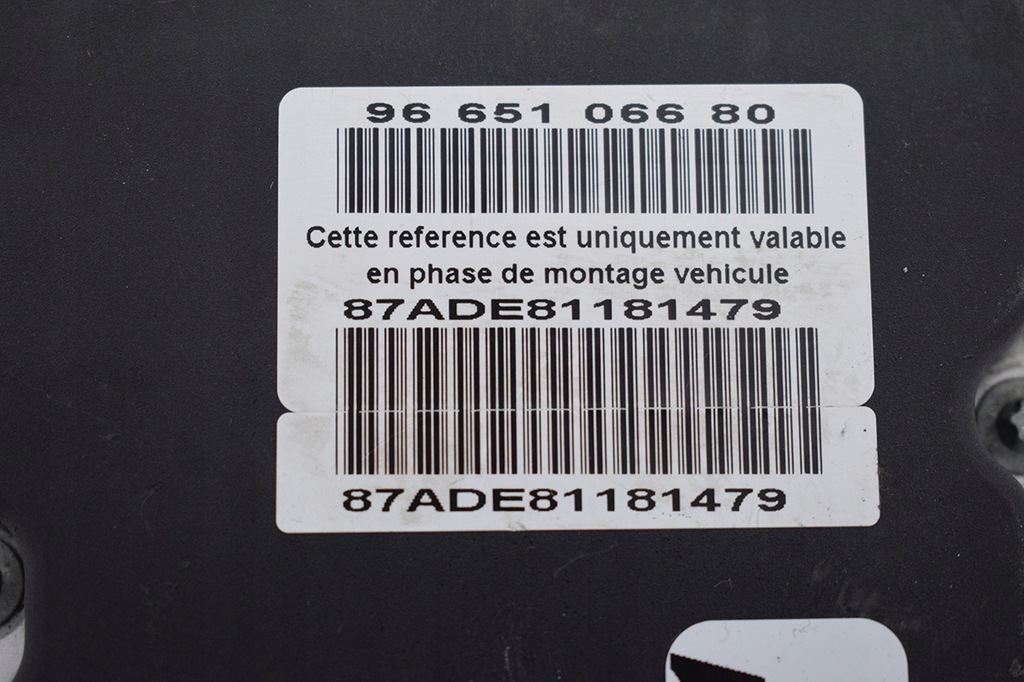 96 651 066 80
Cette reference est uniquement valable
en phase de montage vehicule
87ADE81181479
87ADE81181479